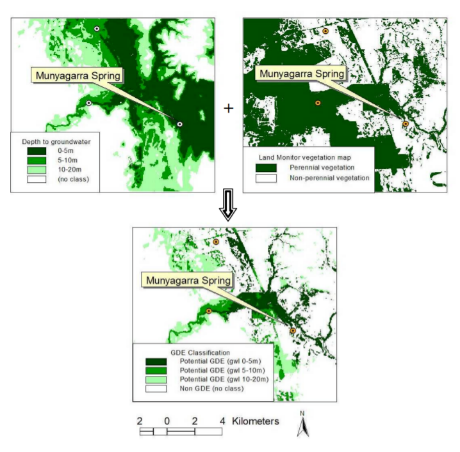 Munyagarra Spring
Depth to groundwater
0-5m
5-10m
10-20m
(no class)
+
Munyagarra Spring
Land Monitor vegetation map
Perennial vegetation
Non-perennial vegetation
Munyagarra Spring
GDE Classification
Potential GDE (gwl 0-5m)
Potential GDE (gwl 5-10m)
Potential GDE (gwl 10-20m)
Non GDE (no class)
2 0 2 4 Kilometers
N